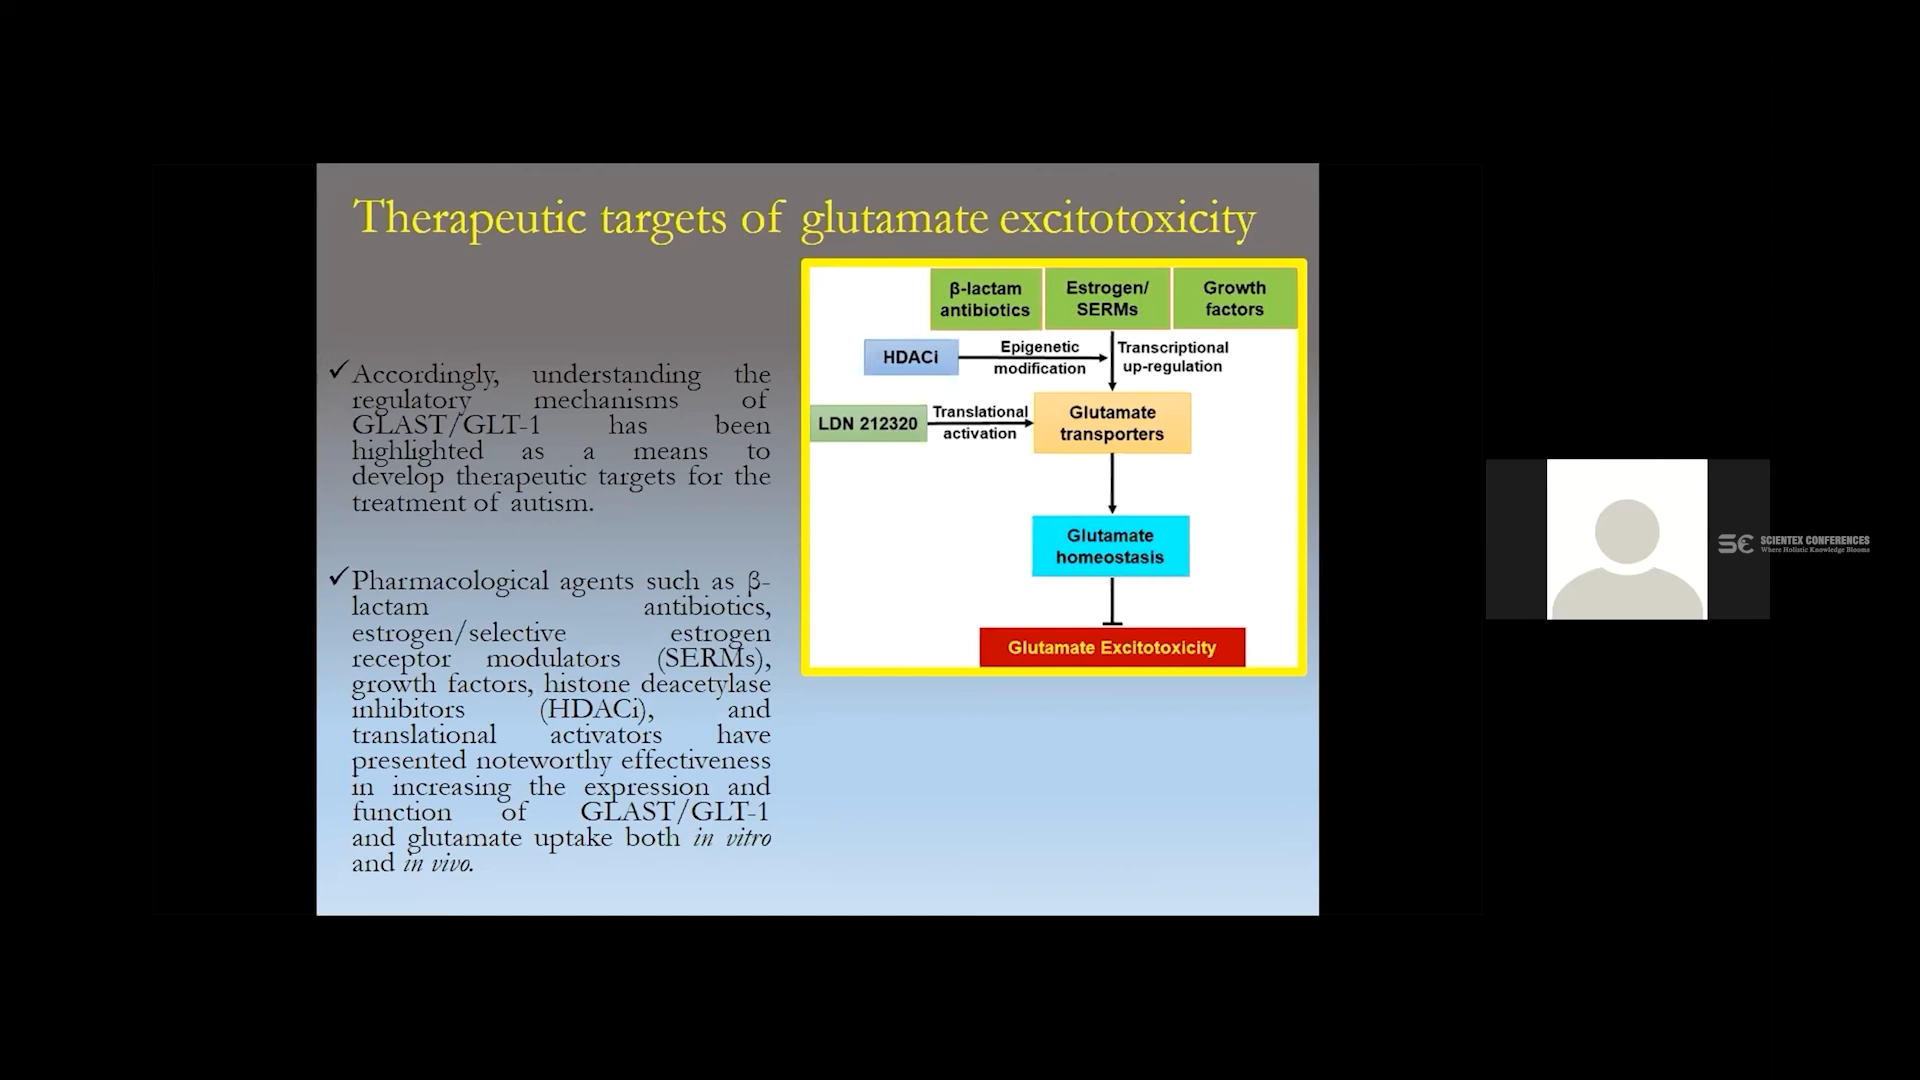 Therapeutic targets of glutamate excitotoxicity
✓Accordingly, understanding the
regulatory mechanisms of
GLAST/GLT-1 has been
highlighted as a means to
develop therapeutic targets for the
treatment of autism.
✓Pharmacological agents such as β-
lactam antibiotics,
estrogen/selective estrogen
receptor modulators (SERMs),
growth factors, histone deacetylase
inhibitors (HDACi), and
translational activators have
presented noteworthy effectiveness
in increasing the expression and
function of GLAST/GLT-1
and glutamate uptake both in vitro
and in vivo.
β-lactam
antibiotics
Estrogen/
SERMs
Growth
factors
HDACi
Epigenetic
modification
Transcriptional
up-regulation
LDN 212320
Translational
activation
Glutamate
transporters
Glutamate
homeostasis
Glutamate Excitotoxicity
SCIENTEX CONFERENCES
Where Holistic Knowledge Blooms